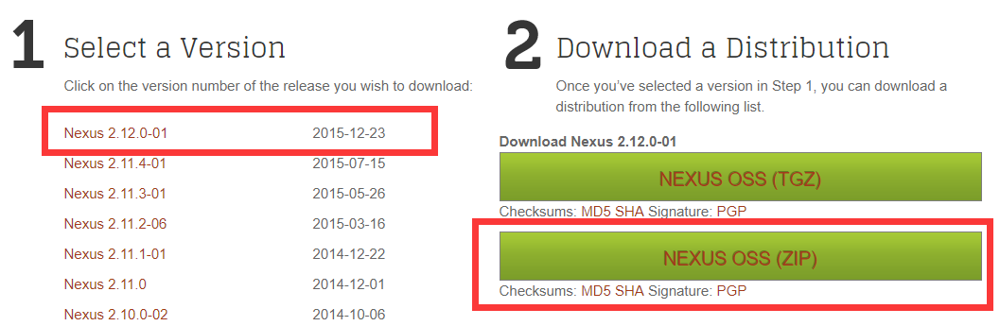 1 Select a Version
Click on the version number of the release you wish to download:
Nexus 2.12.0-01 2015-12-23
Nexus 2.11.4-01 2015-07-15
Nexus 2.11.3-01 2015-05-26
Nexus 2.11.2-06 2015-03-16
Nexus 2.11.1-01 2014-12-22
Nexus 2.11.0 2014-12-01
Nexus 2.10.0-02 2014-10-06
2 Download a Distribution
Once you’ve selected a version in Step 1, you can download a
distribution from the following list.
Download Nexus 2.12.0-01
NEXUS OSS (TGZ)
Checksums: MD5 SHA Signature: PGP
NEXUS OSS (ZIP)
Checksums: MD5 SHA Signature: PGP